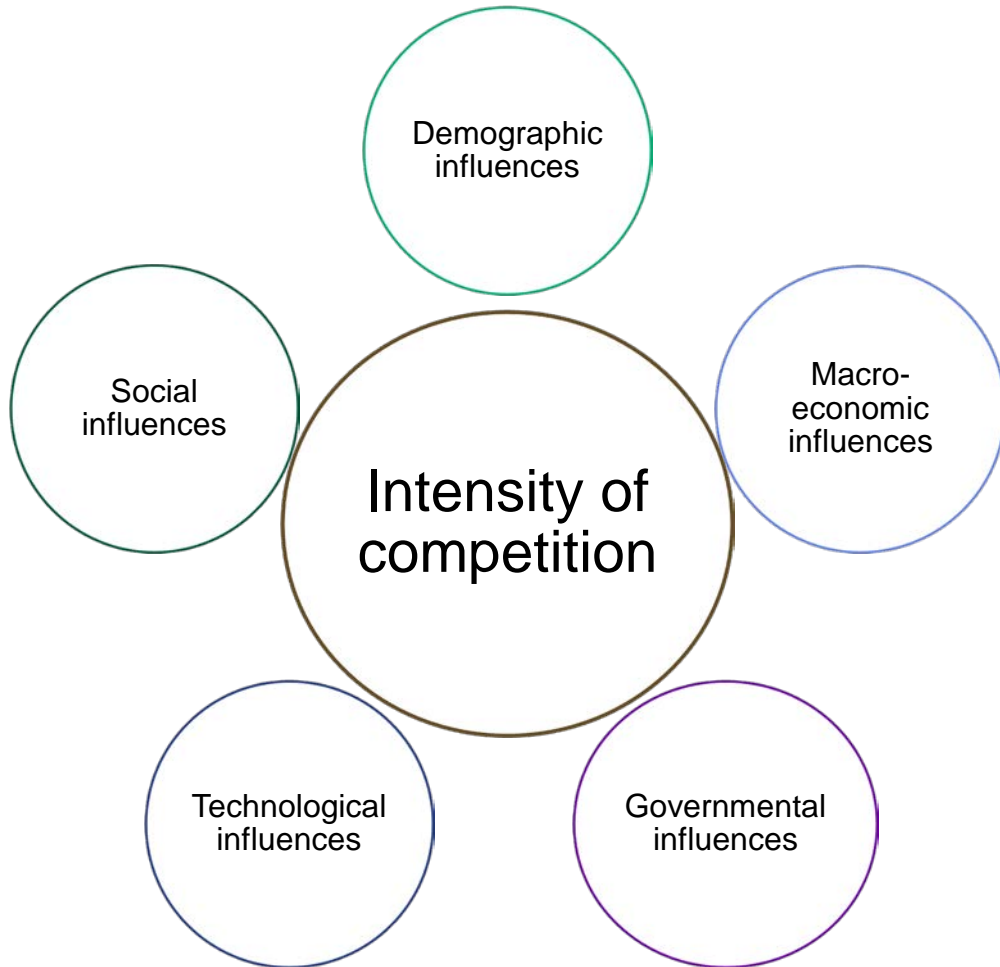 Demographic
influences
Social
influences
Macro-
economic
influences
Intensity of
competition
Technological
influences
Governmental
influences